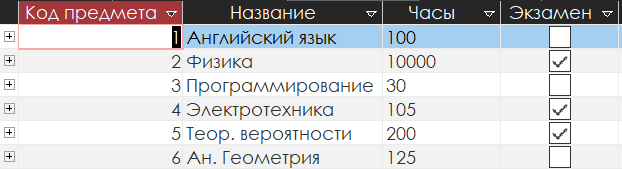 Код предмета Название Часы Экзамен
1 Английский язык 100
2 Физика 10000
3 Программирование 30
4 Электротехника 105
5 Теор. вероятности 200
6 Ан. Геометрия 125